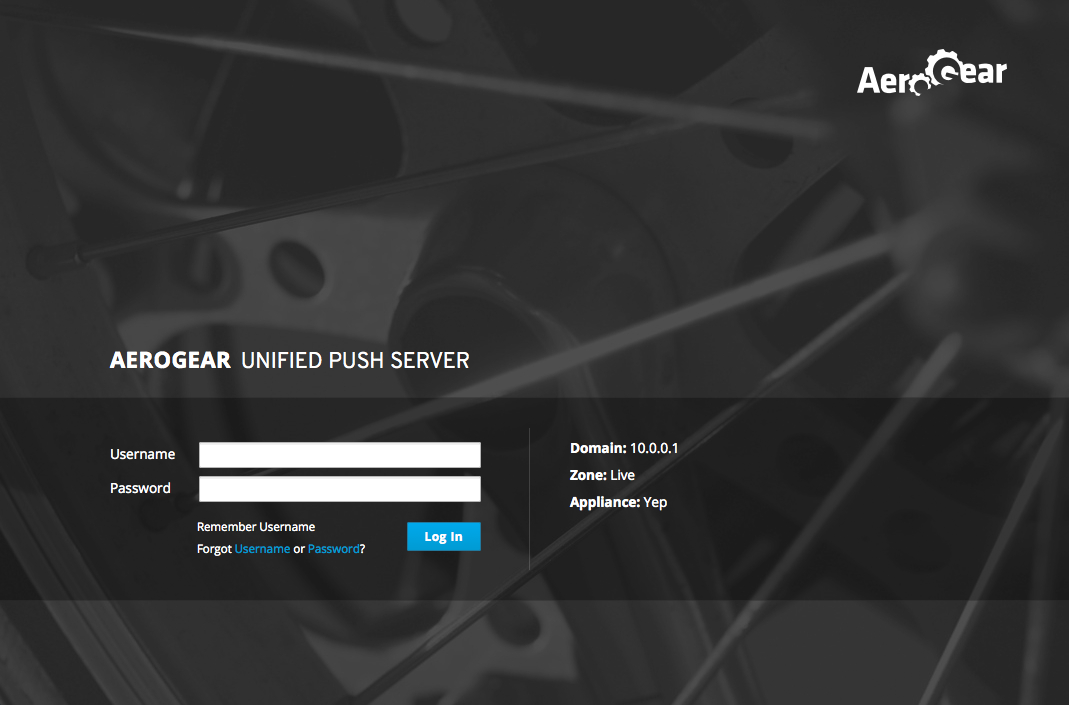 AeroGear
AEROGEAR UNIFIED PUSH SERVER
Username
Password
Remember Username
Forgot Username or Password?
Log In
Domain: 10.0.0.1
Zone: Live
Appliance: Yep